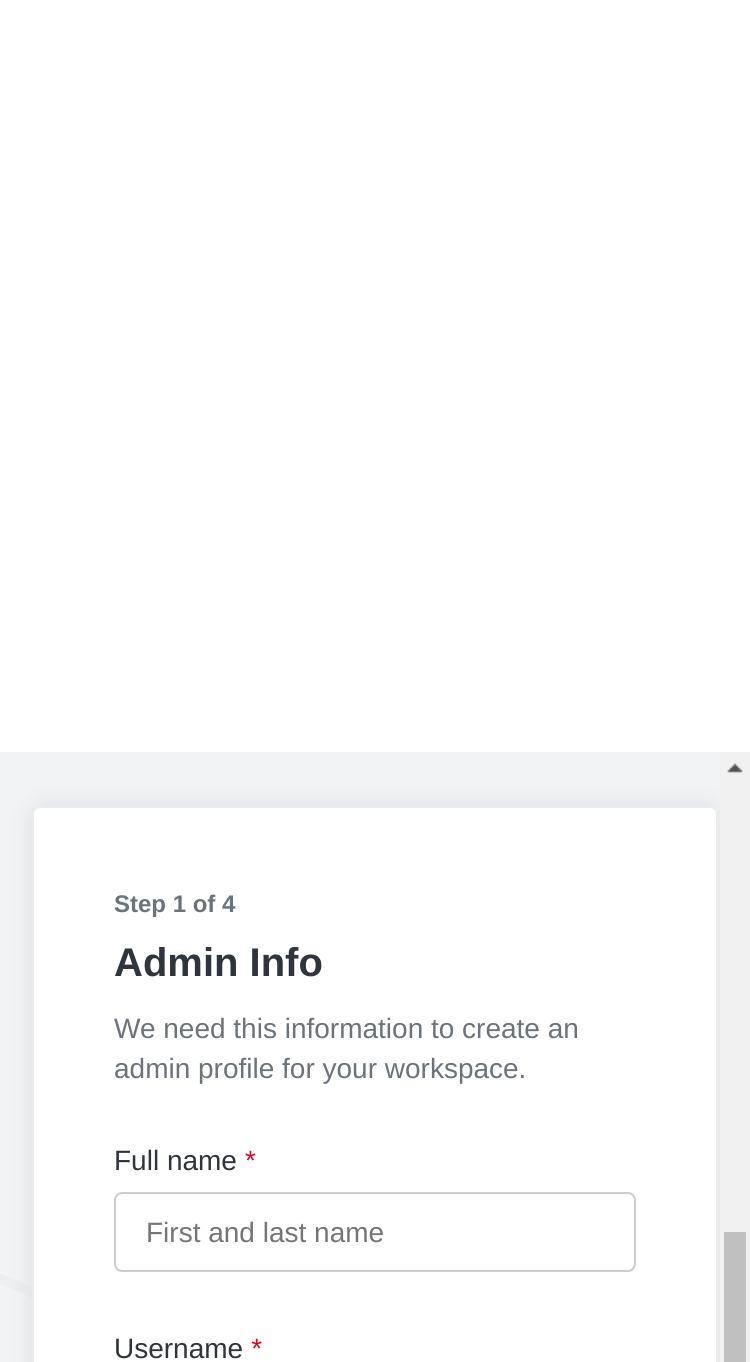 Step 1 of 4
Admin Info
We need this information to create an
admin profile for your workspace.
Full name *
First and last name
Username *